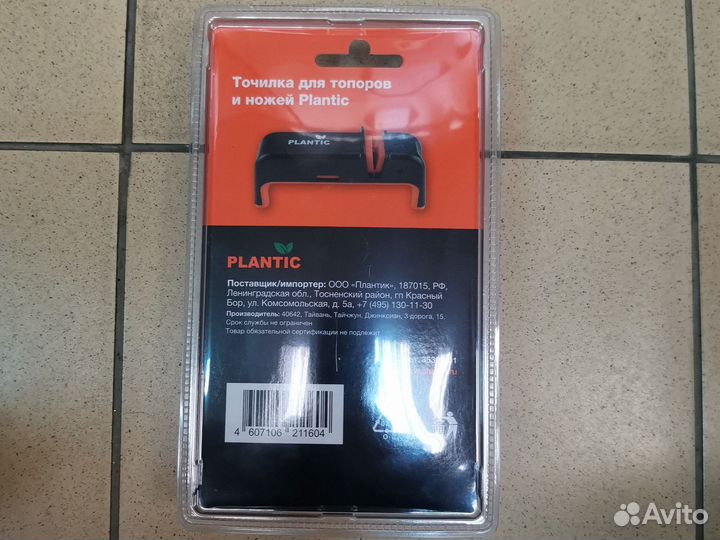 Точилка для топоров
и ножей Plantic
PLANTIC
PLANTIC
Поставщик/импортер: ООО «Плантик», 187015, РФ,
Ленинградская обл., Тосненский район, гп Красный
Бор, ул. Комсомольская, д. 5а, +7 (495) 130-11-30
Производитель: 40642, Тайвань, Тайчжун. Джинксиан, 3 дорога, 15.
Срок службы не ограничен
Товар обязательной сертификации не подлежит
4 607106 211604
Avito